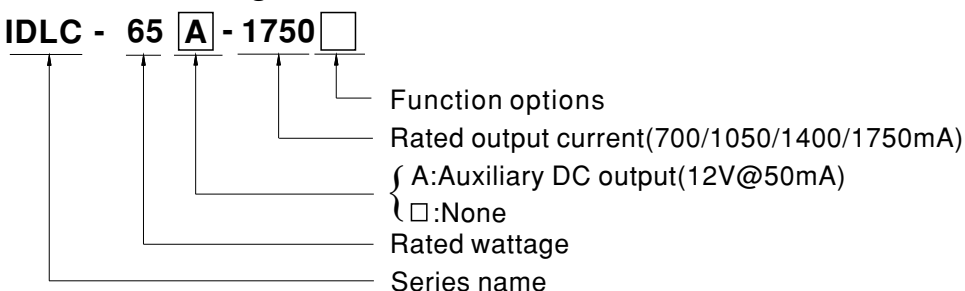 IDLC - 65 A - 1750 □
Function options
Rated output current(700/1050/1400/1750mA)
A:Auxiliary DC output(12V@50mA)
□:None
Rated wattage
Series name